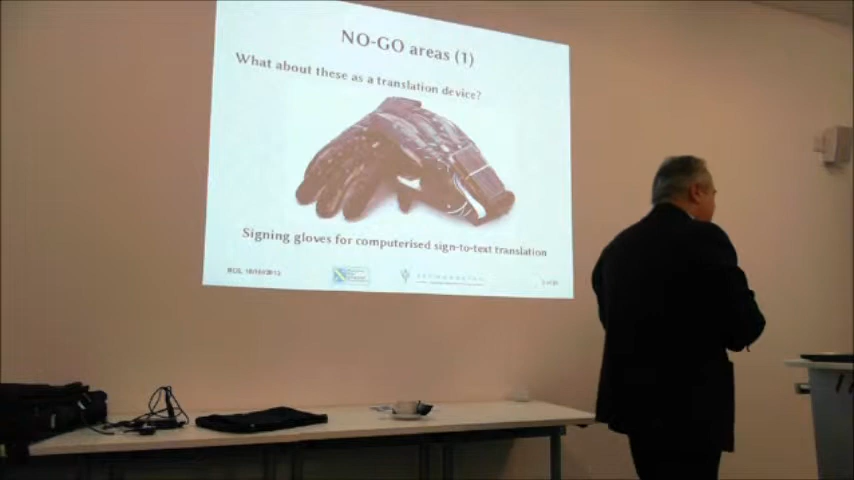 NO-GO areas (1)
What about these as a translation device?
Signing gloves for computerised sign-to-text translation